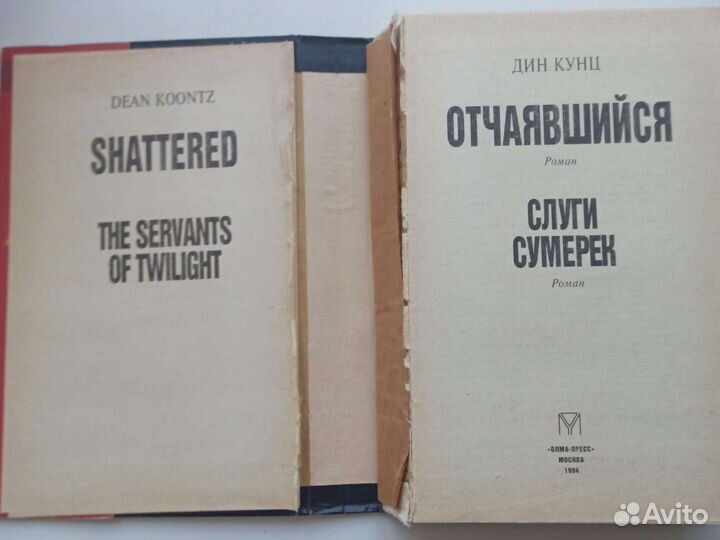 DEAN KOONTZ
SHATTERED
THE SERVANTS
OF TWILIGHT
ДИН КУНЦ
ОТЧАЯВШИЙСЯ
Роман
СЛУГИ
СУМЕРЕК
Роман
«ОЛМА-ПРЕСС»
МОСКВА
1994
Avito